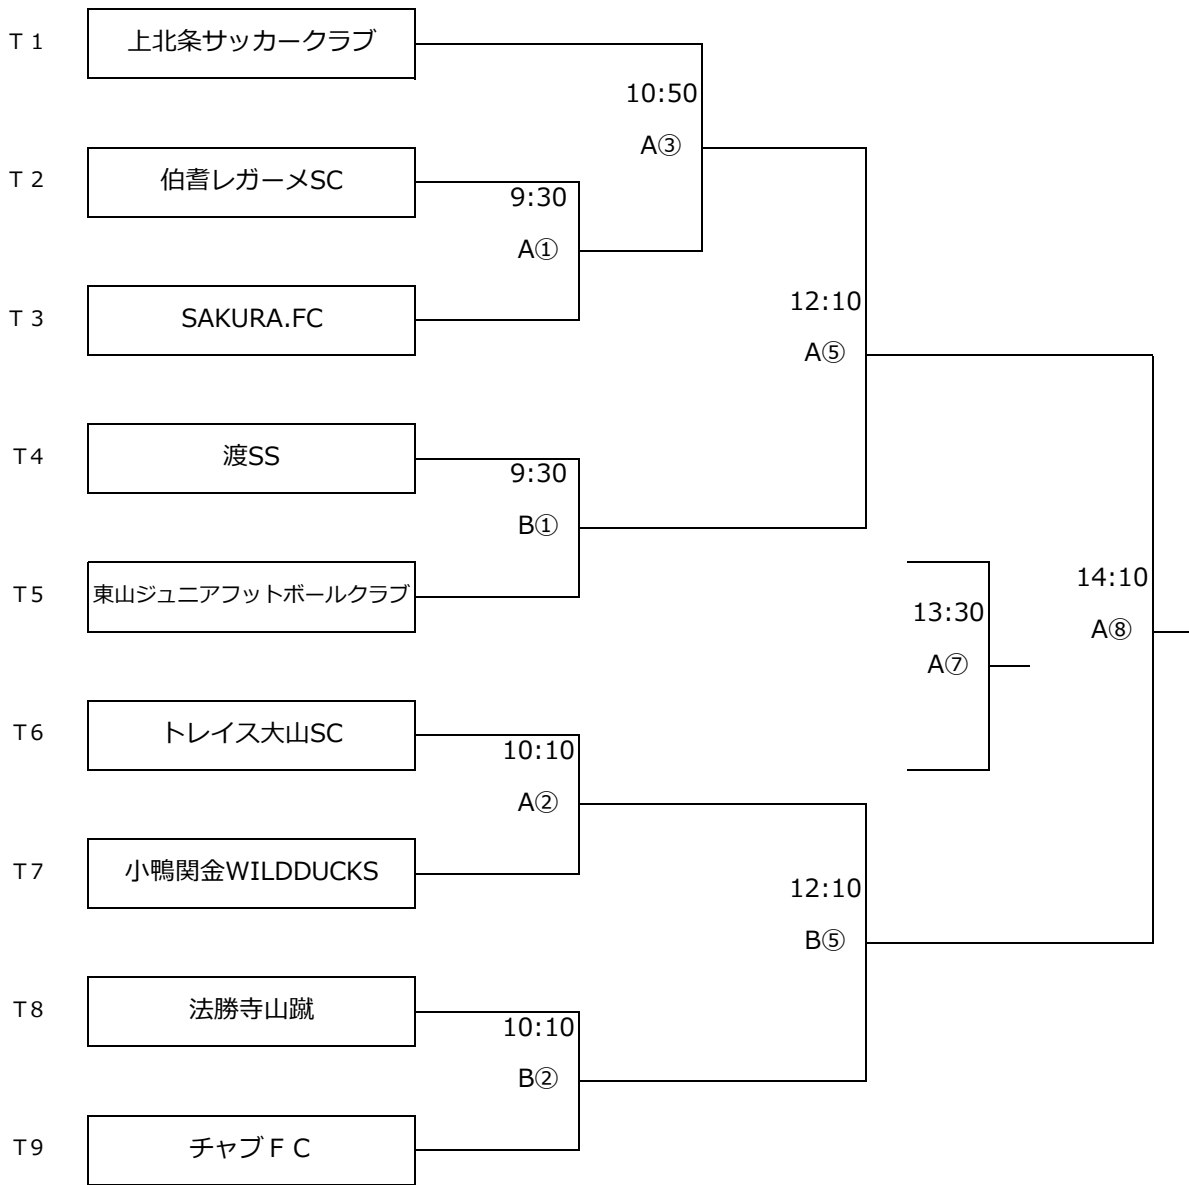 T 1
上北条サッカークラブ
10:50
A③
T 2
伯耆レガーメSC
9:30
A①
T 3
SAKURA.FC
12:10
A⑤
T4
渡SS
9:30
B①
T5
東山ジュニアフットボールクラブ
13:30
A⑦
14:10
A⑧
T6
トレイス大山SC
10:10
A②
T7
小鴨関金WILDDUCKS
12:10
B⑤
T8
法勝寺山蹴
10:10
B②
T9
チャブＦＣ